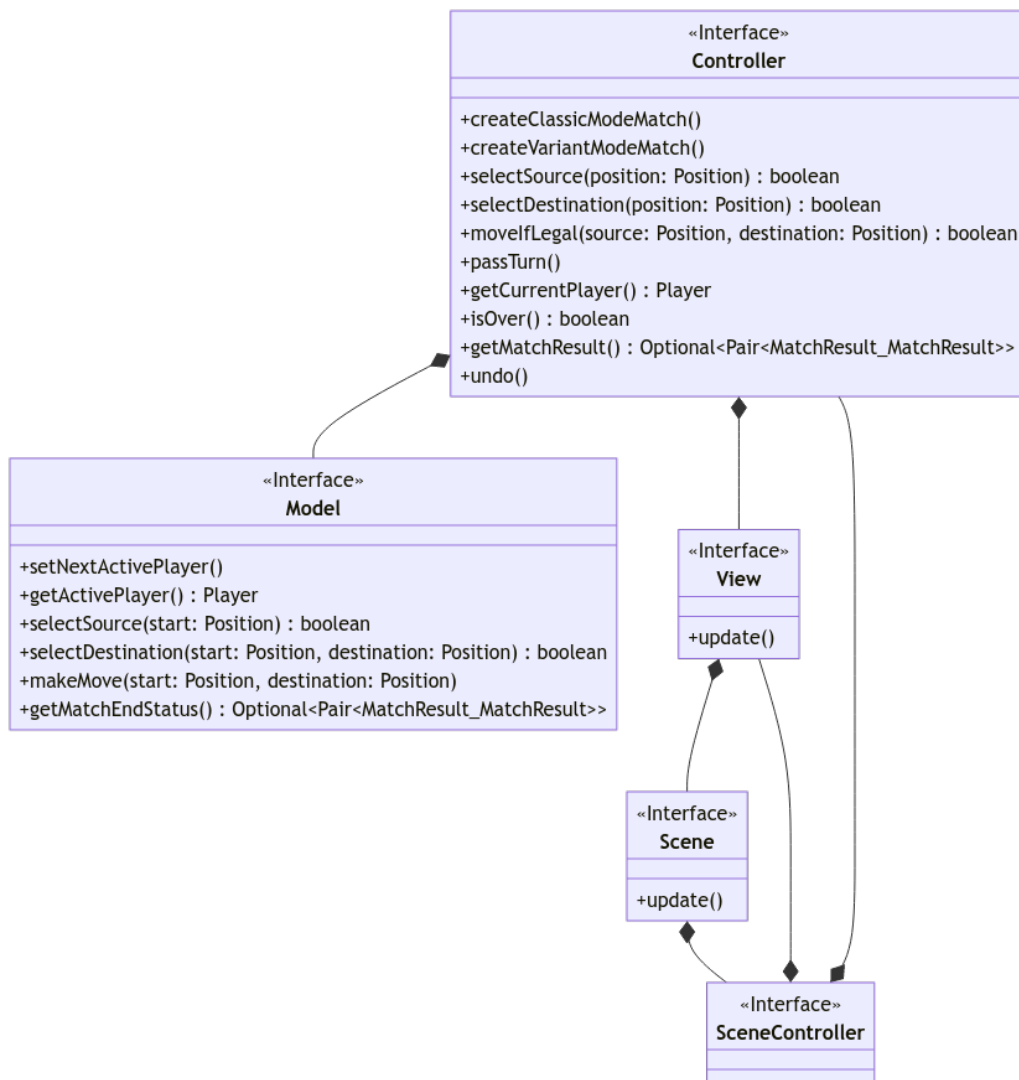 «Interface»
Controller
+createClassicModeMatch()
+createVariantModeMatch()
+selectSource(position: Position) : boolean
+selectDestination(position: Position) : boolean
+moveIfLegal(source: Position, destination: Position) : boolean
+passTurn()
+getCurrentPlayer() : Player
+isOver() : boolean
+getMatchResult() : Optional<Pair<MatchResult_MatchResult>>
+undo()
«Interface»
Model
+setNextActivePlayer()
+getActivePlayer() : Player
+selectSource(start: Position) : boolean
+selectDestination(start: Position, destination: Position) : boolean
+makeMove(start: Position, destination: Position)
+getMatchEndStatus() : Optional<Pair<MatchResult_MatchResult>>
«Interface»
View
+update()
«Interface»
Scene
+update()
«Interface»
SceneController